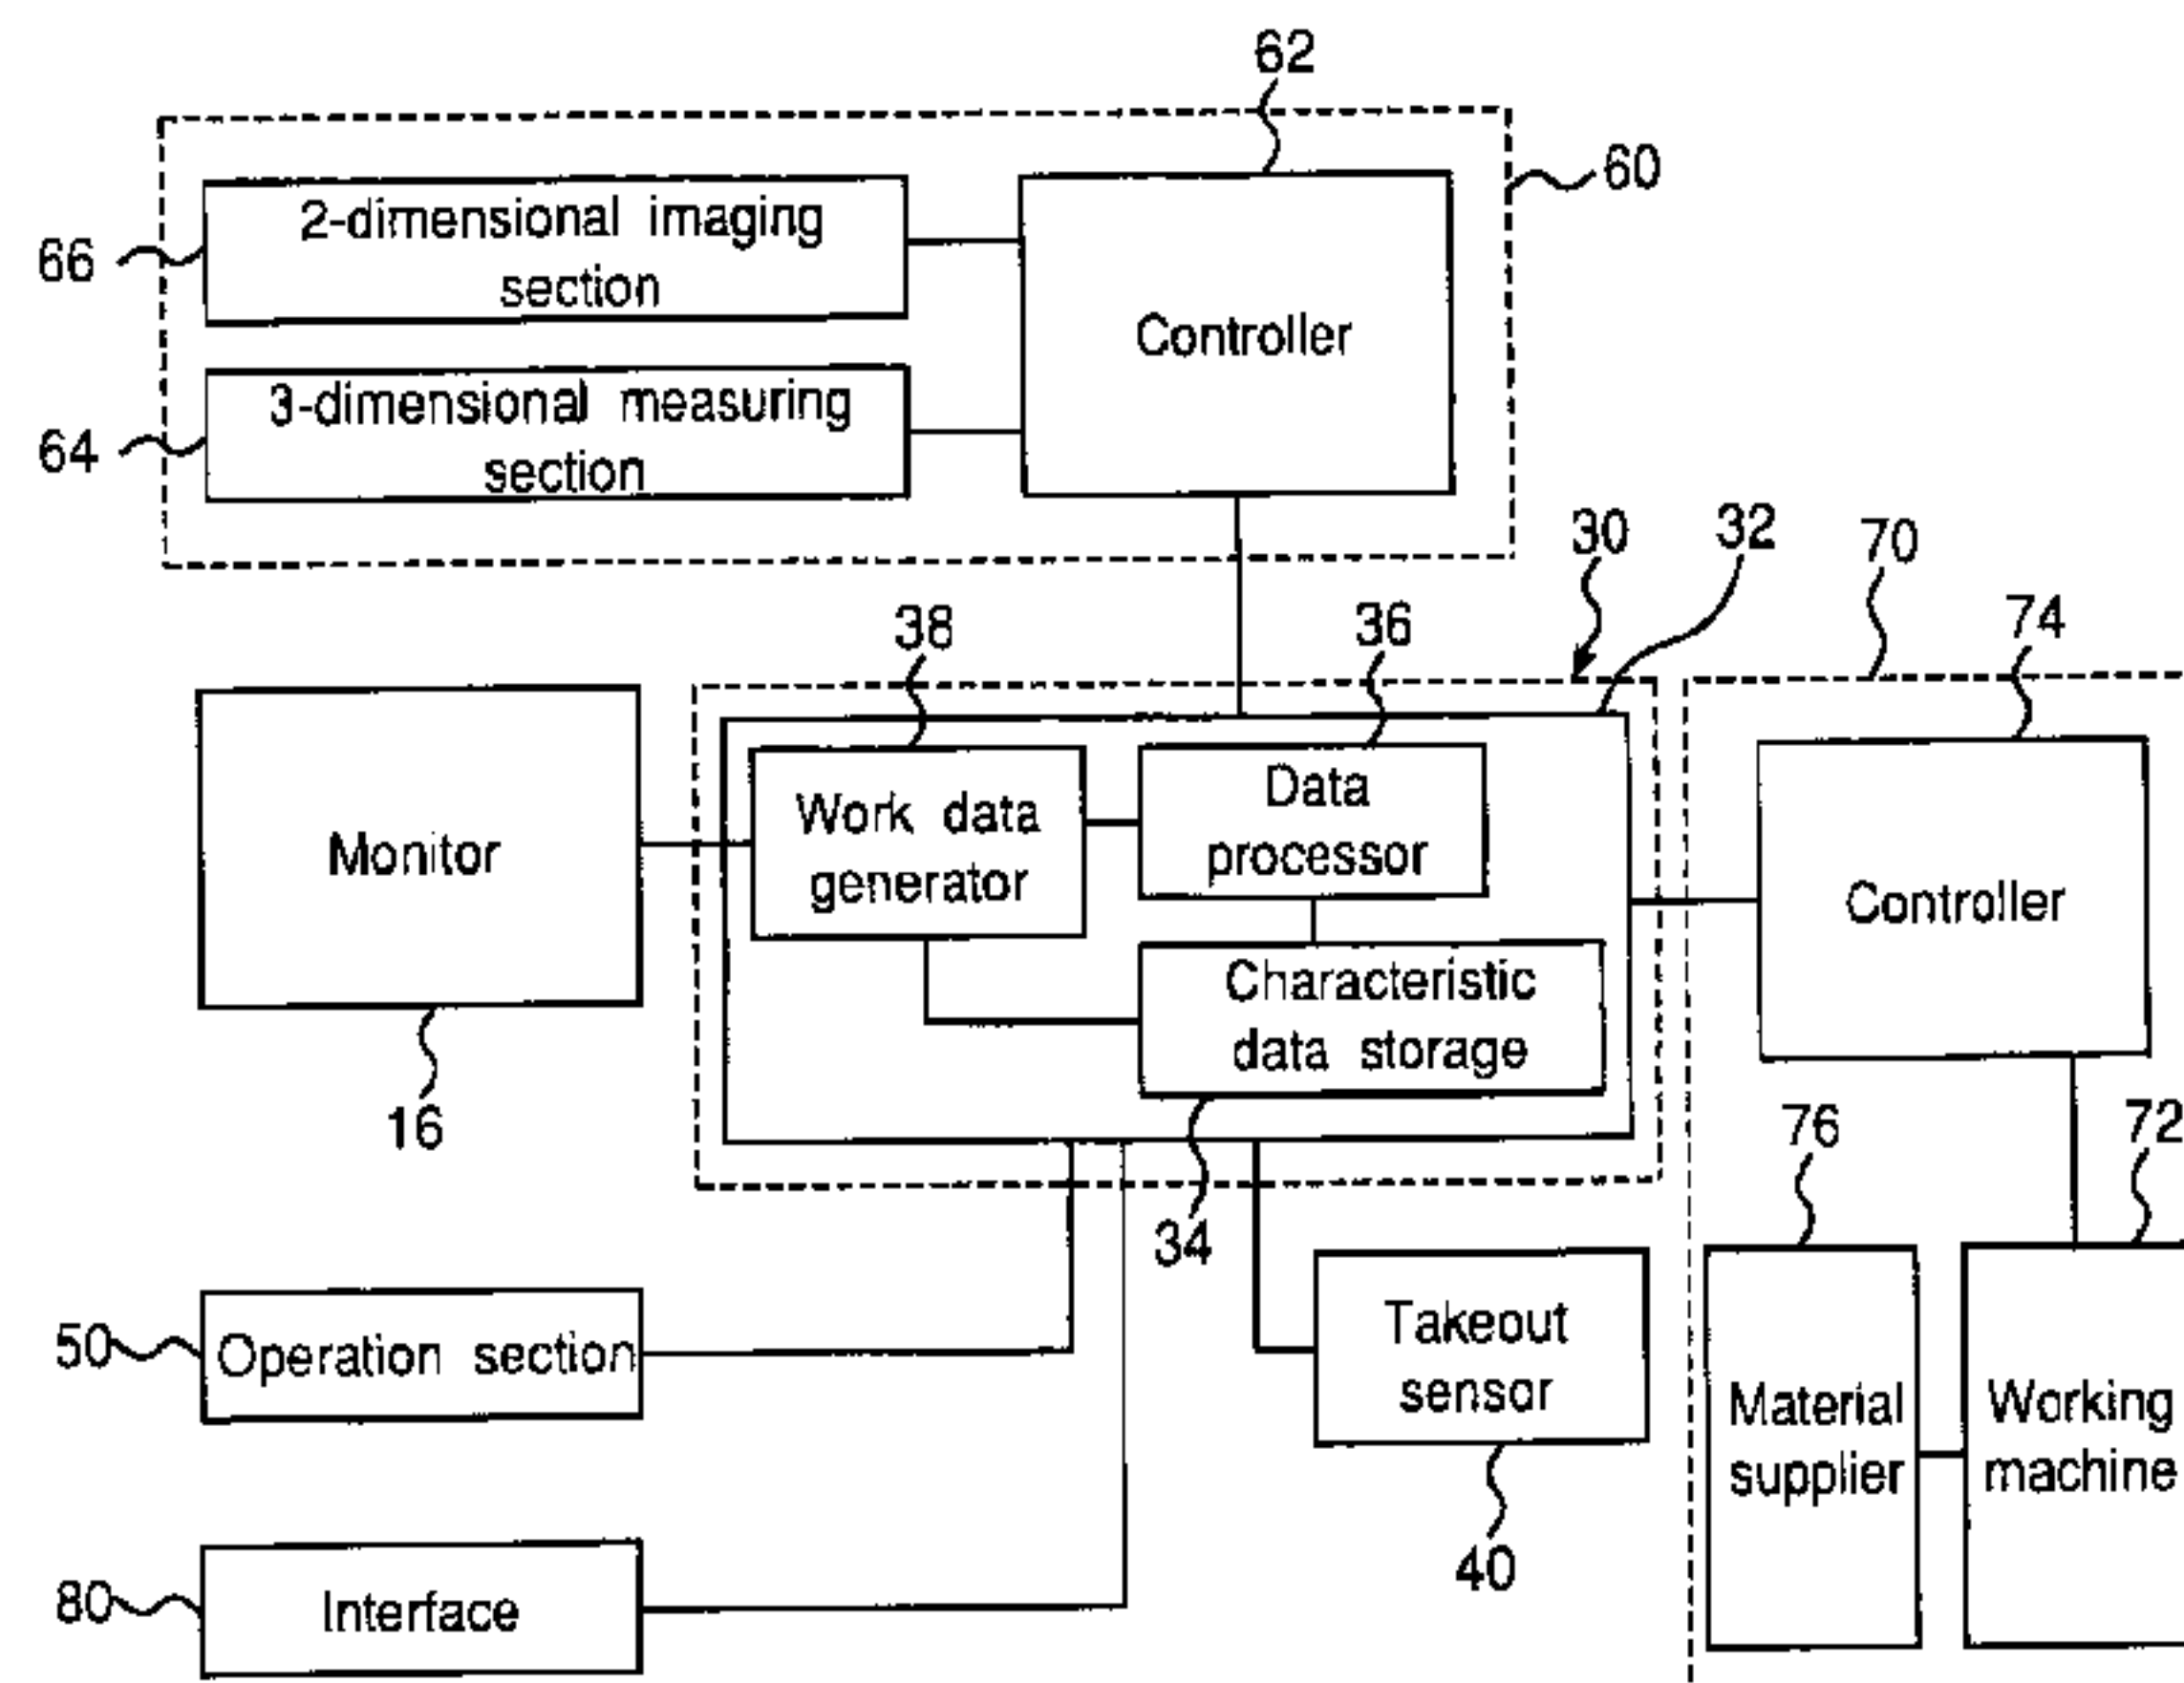 62
60
2-dimensional imaging
section
66
Controller
3-dimensional measuring
section
64
30
32
70
38
36
74
Work data
generator
Data
processor
Monitor
Controller
Characteristic
data storage
16
76
72
34
50
Operation section
Takeout
sensor
Material
supplier
Working
machine
40
80
Interface